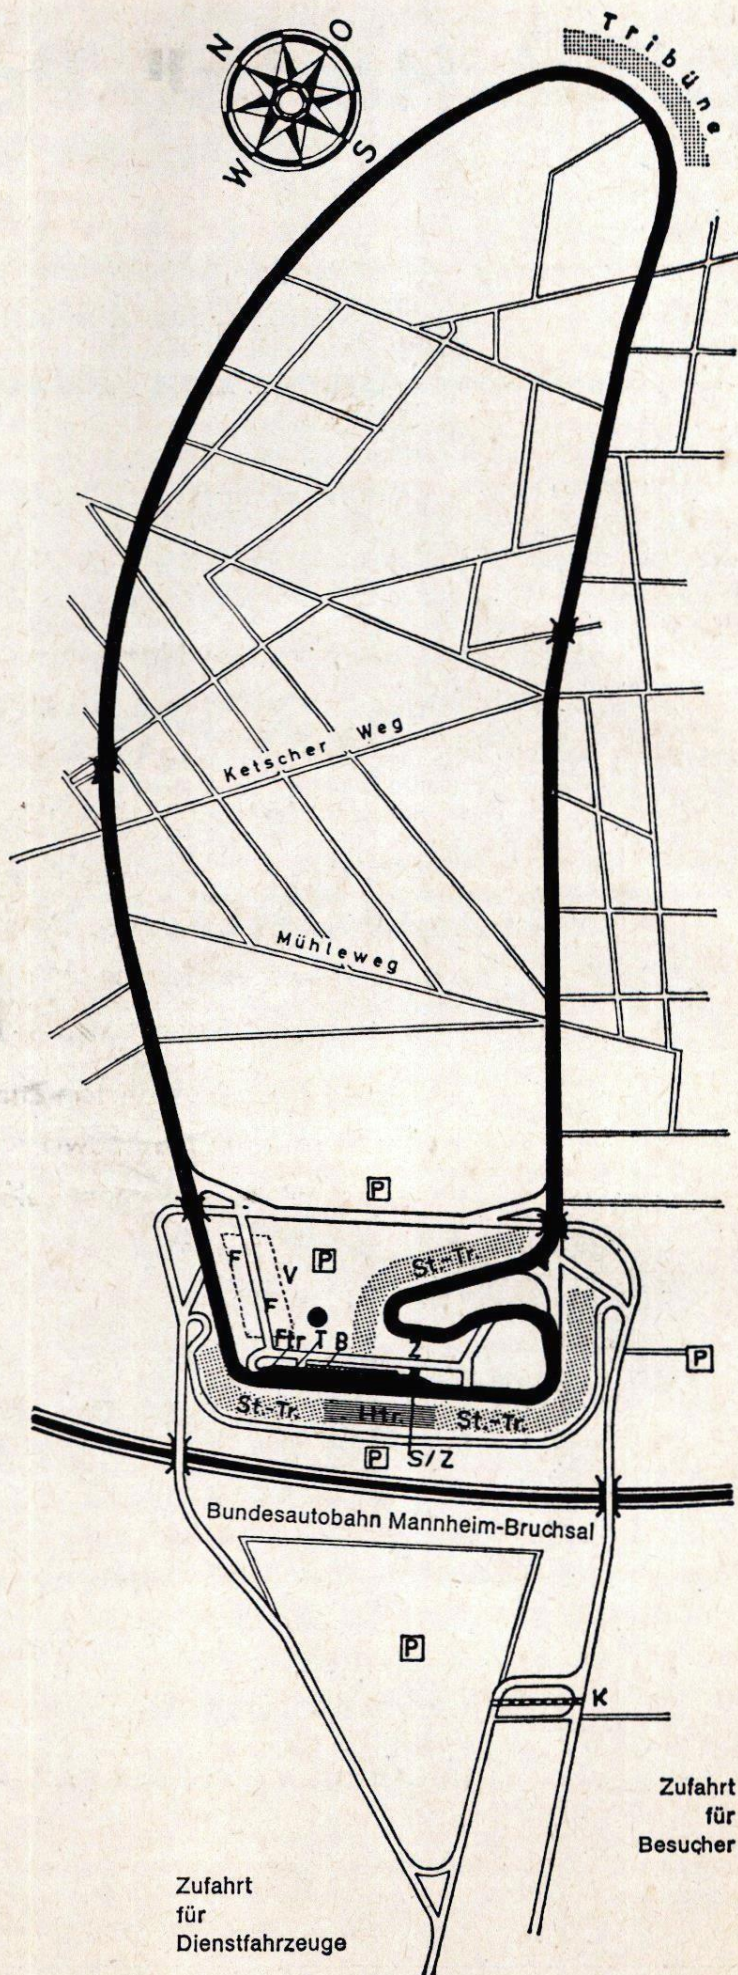 N
O
W
S
Tribüne
Ketscher Weg
Mühleweg
P
F
P
V
St.-Tr.
F
Ftr T B
Z
P
St.-Tr.
Htr.
St.-Tr.
P
S/Z
Bundesautobahn Mannheim-Bruchsal
P
K
Zufahrt
für
Besucher
Zufahrt
für
Dienstfahrzeuge